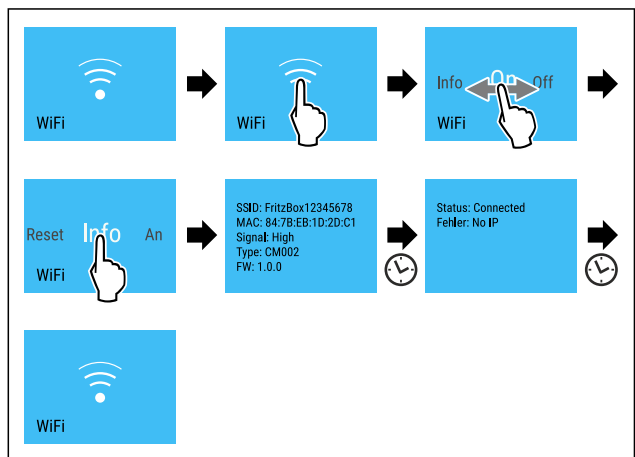 WiFi
WiFi
Info On Off
WiFi
Reset Info An
WiFi
SSID: FritzBox12345678
MAC: 84:7B:EB:1D:2D:C1
Signal: High
Type: CM002
FW: 1.0.0
Status: Connected
Fehler: No IP
WiFi